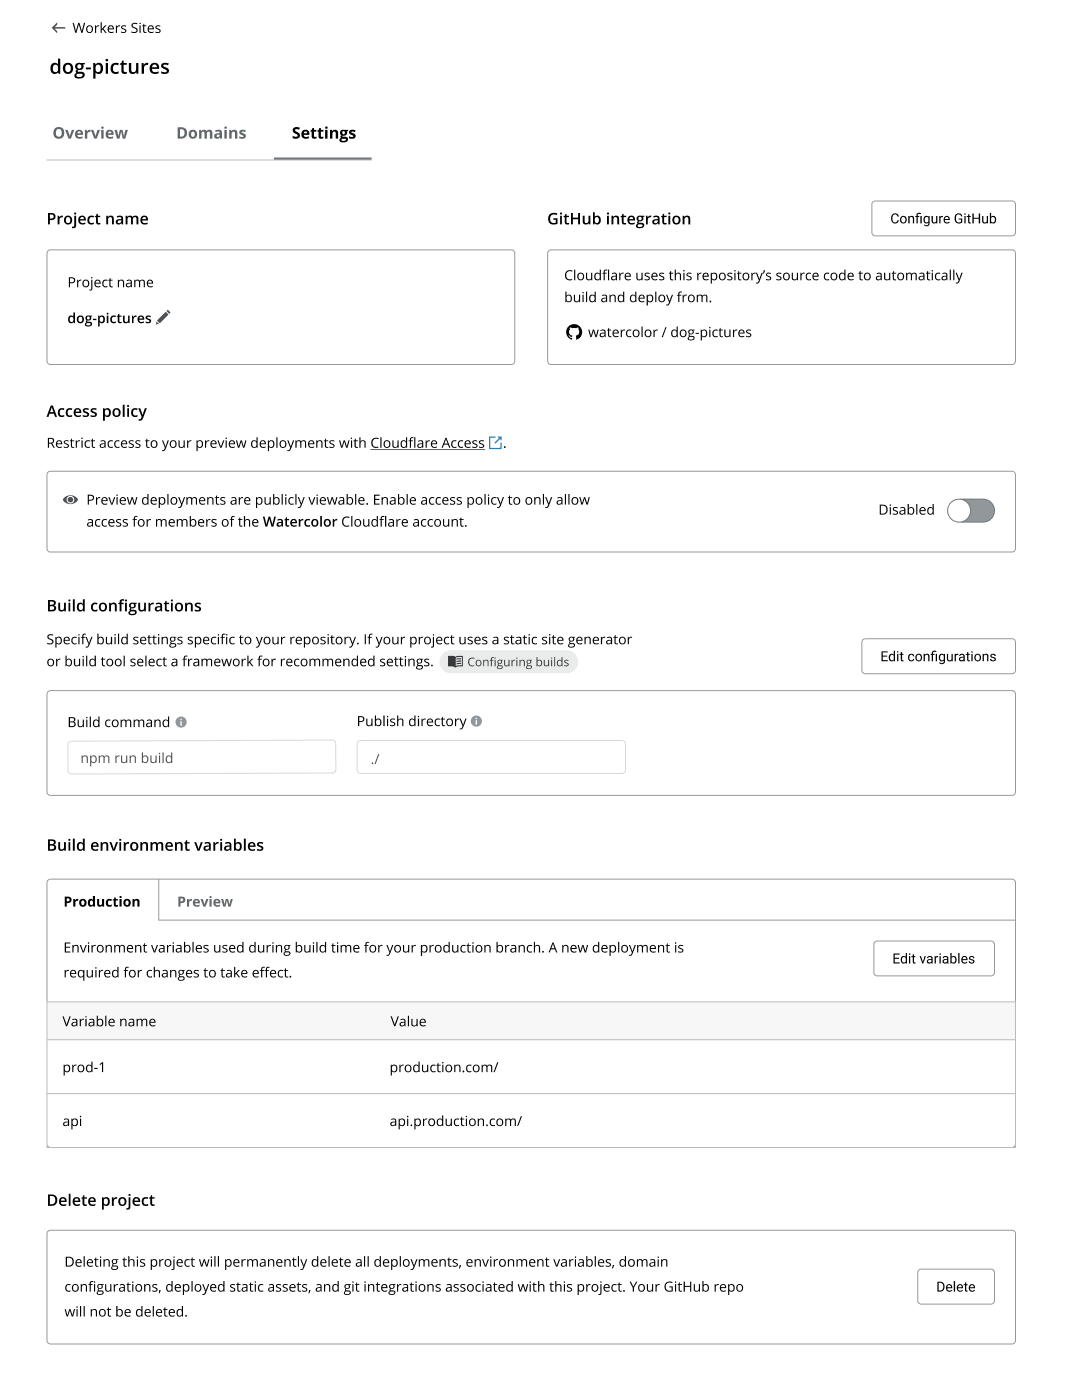 Workers Sites
dog-pictures
Overview
Domains
Settings
Project name
GitHub integration
Configure GitHub
Project name
dog-pictures
Cloudflare uses this repository’s source code to automatically
build and deploy from.
watercolor / dog-pictures
Access policy
Restrict access to your preview deployments with Cloudflare Access .
Preview deployments are publicly viewable. Enable access policy to only allow
access for members of the Watercolor Cloudflare account.
Disabled
Build configurations
Specify build settings specific to your repository. If your project uses a static site generator
or build tool select a framework for recommended settings. Configuring builds
Edit configurations
Build command
Publish directory
npm run build
./
Build environment variables
Production
Preview
Environment variables used during build time for your production branch. A new deployment is
required for changes to take effect.
Edit variables
Variable name
Value
prod-1
production.com/
api
api.production.com/
Delete project
Deleting this project will permanently delete all deployments, environment variables, domain
configurations, deployed static assets, and git integrations associated with this project. Your GitHub repo
will not be deleted.
Delete